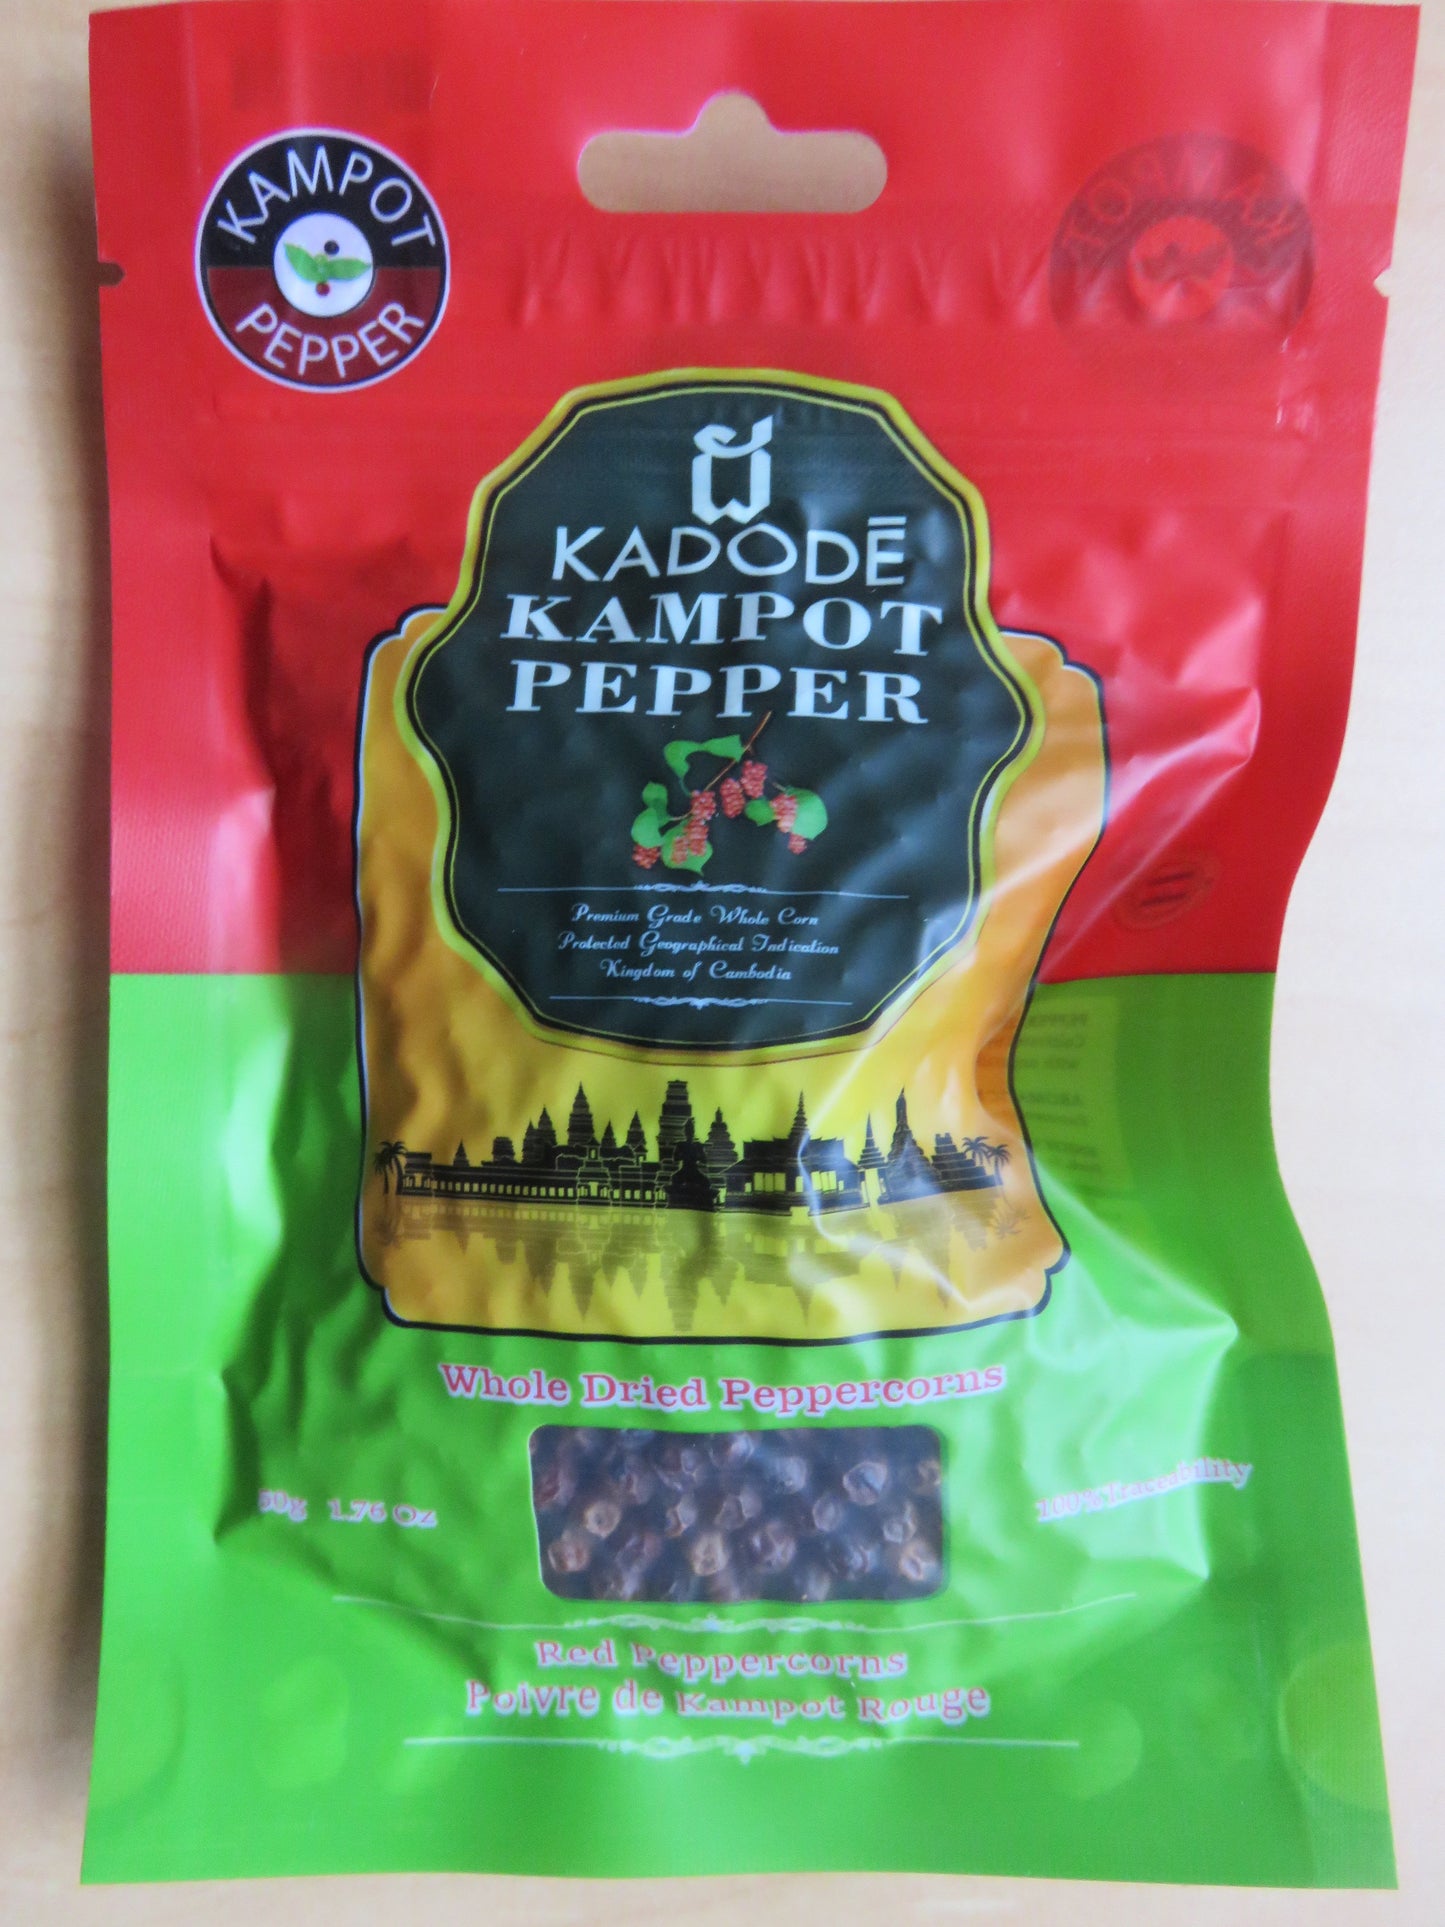 KAMPOT
PEPPER
KADODĒ
KAMPOT
PEPPER
Premium Grade Whole Corn
Protected Geographical Indication
Kingdom of Cambodia
Whole Dried Peppercorns
50g 1.76 Oz
100% Traceability
Red Peppercorns
Poivre de Kampot Rouge